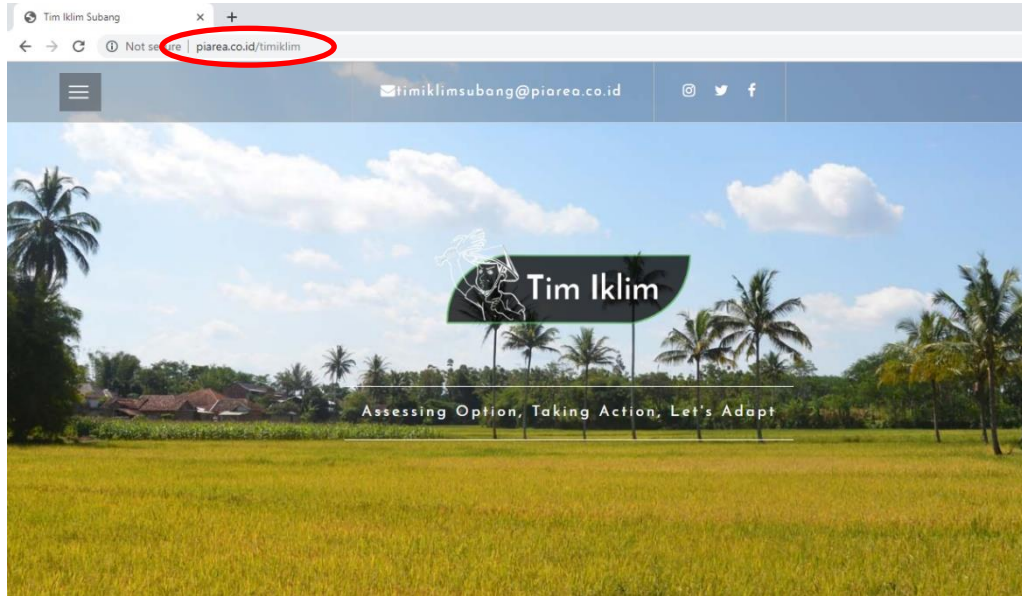 Tim Iklim Subang
Not secure | piarea.co.id/timiklim
timiklimsubang@piarea.co.id
Tim Iklim
Assessing Option, Taking Action, Let's Adapt